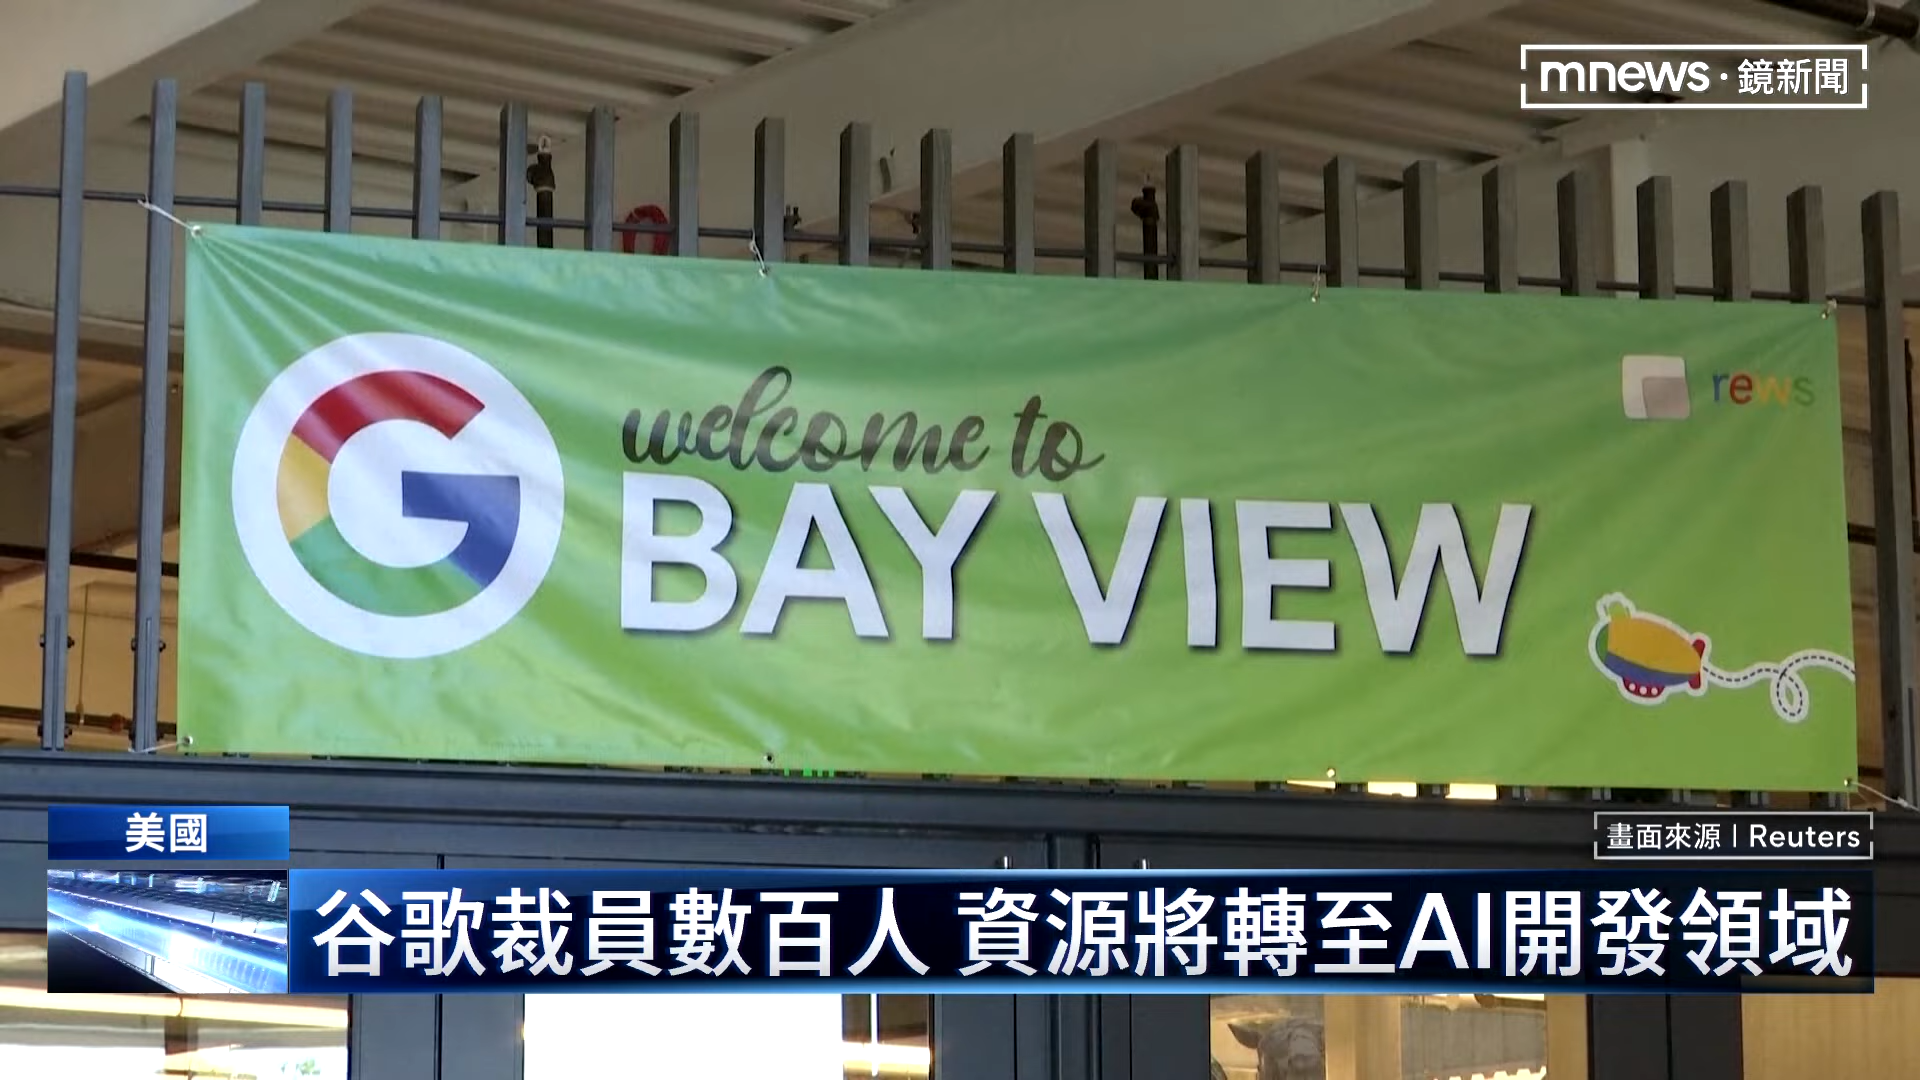 mnews·鏡新聞
rews
welcome to
BAY VIEW
美國
畫面來源 | Reuters
谷歌裁員數百人 資源將轉至AI開發領域